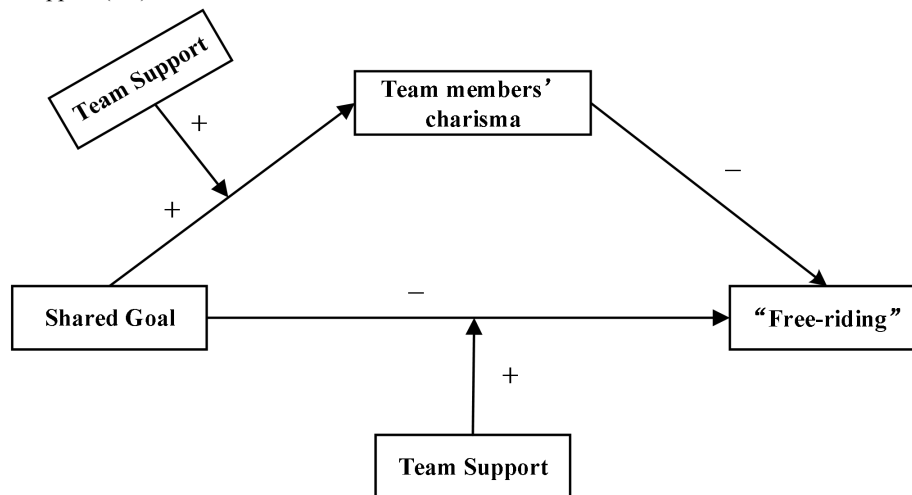 Team Support
Team members’
charisma
+
+
−
Shared Goal
−
“Free-riding”
+
Team Support